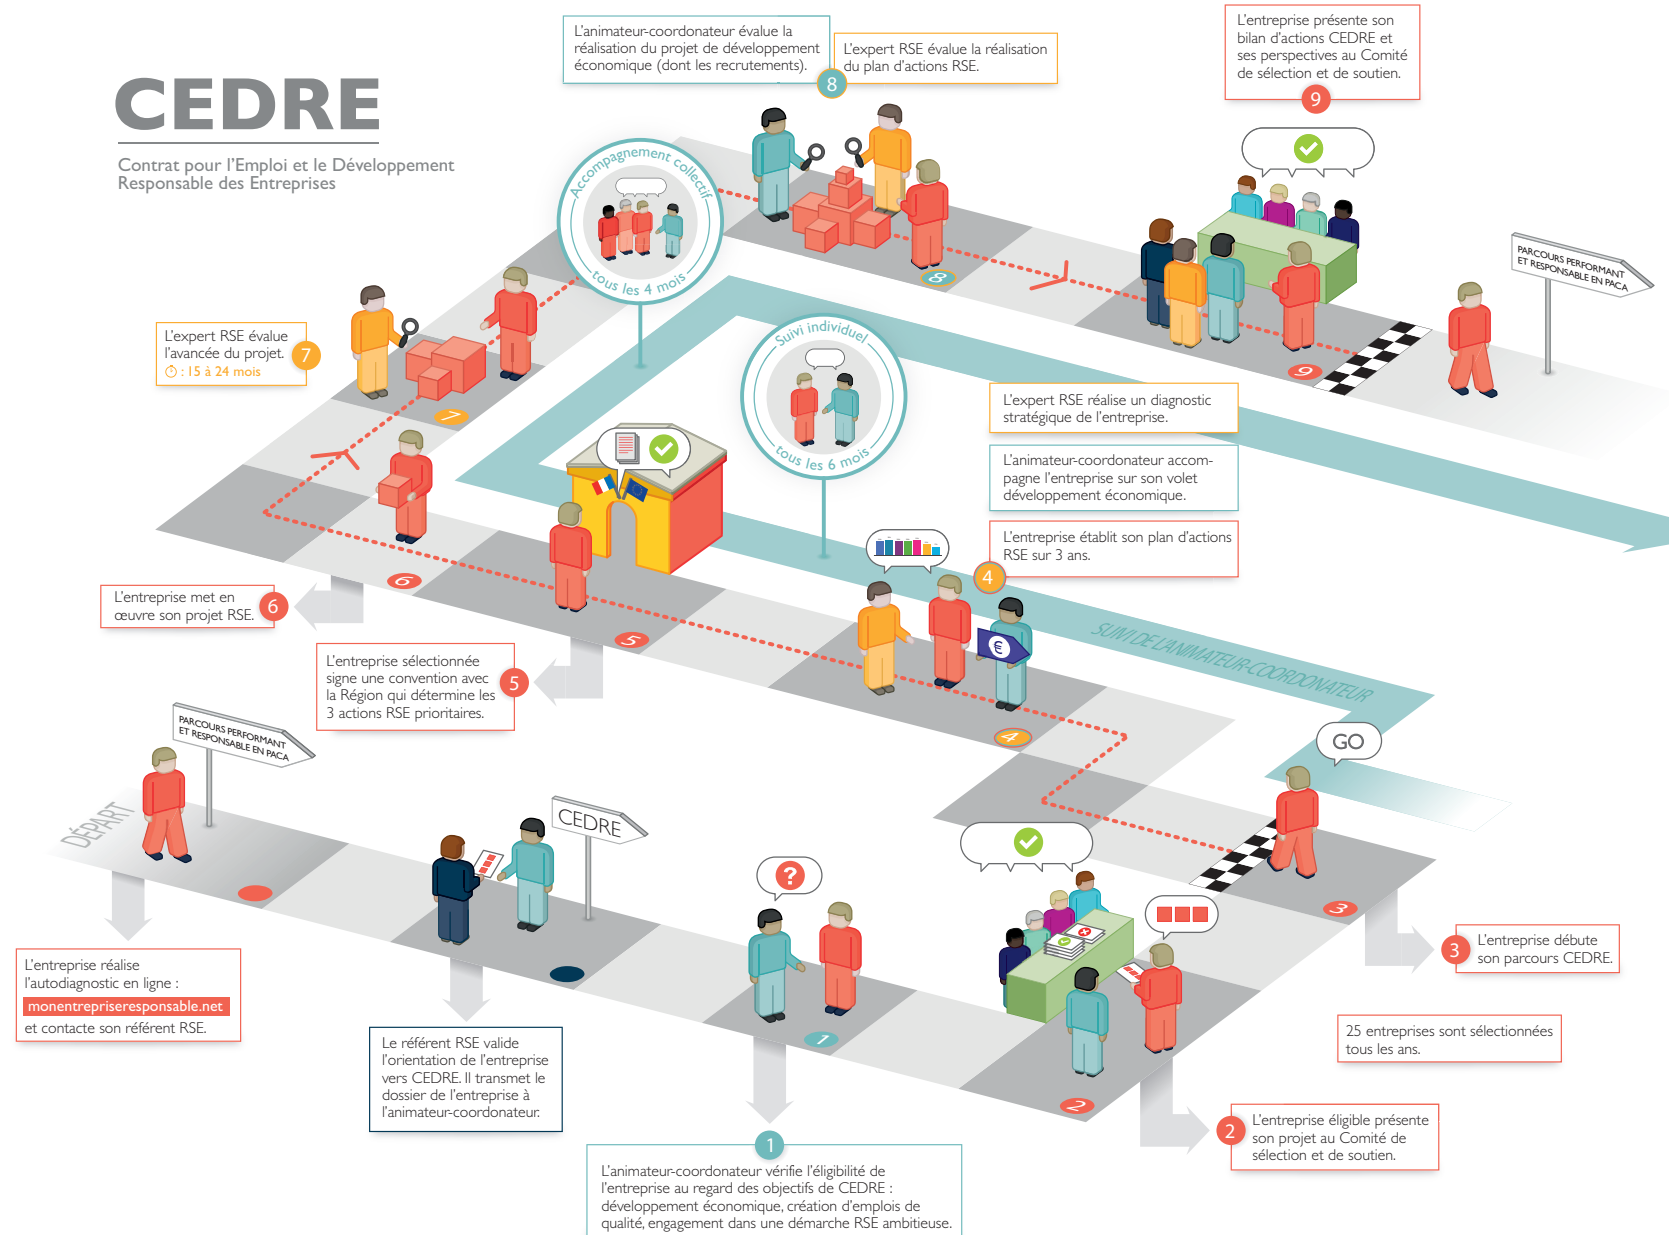 CEDRE
Contrat pour l'Emploi et le Développement
Responsable des Entreprises
L'animateur-coordonateur évalue la
réalisation du projet de développement
économique (dont les recrutements).
L'expert RSE évalue la réalisation
du plan d'actions RSE.
8
L'entreprise présente son
bilan d'actions CEDRE et
ses perspectives au Comité
de sélection et de soutien.
9
Accompagnement collectif
tous les 4 mois
8
PARCOURS PERFORMANT
ET RESPONSABLE EN PACA
9
L'expert RSE évalue
l'avancée du projet.
: 15 à 24 mois
7
7
Suivi individuel
tous les 6 mois
L'expert RSE réalise un diagnostic
stratégique de l'entreprise.
L'animateur-coordonateur accom-
pagne l'entreprise sur son volet
développement économique.
L'entreprise établit son plan d'actions
RSE sur 3 ans.
4
€
SUIVI DE L'ANIMATEUR-COORDONATEUR
6
L'entreprise met en
œuvre son projet RSE.
6
5
L'entreprise sélectionnée
signe une convention avec
la Région qui détermine les
3 actions RSE prioritaires.
5
4
GO
PARCOURS PERFORMANT
ET RESPONSABLE EN PACA
DÉPART
CEDRE
?
3
L'entreprise réalise
l'autodiagnostic en ligne :
monentrepriseresponsable.net
et contacte son référent RSE.
3
L'entreprise débute
son parcours CEDRE.
Le référent RSE valide
l'orientation de l'entreprise
vers CEDRE. Il transmet le
dossier de l'entreprise à
l'animateur-coordonateur.
1
25 entreprises sont sélectionnées
tous les ans.
2
2
L'entreprise éligible présente
son projet au Comité de
sélection et de soutien.
1
L'animateur-coordonateur vérifie l'éligibilité de
l'entreprise au regard des objectifs de CEDRE :
développement économique, création d'emplois de
qualité, engagement dans une démarche RSE ambitieuse.